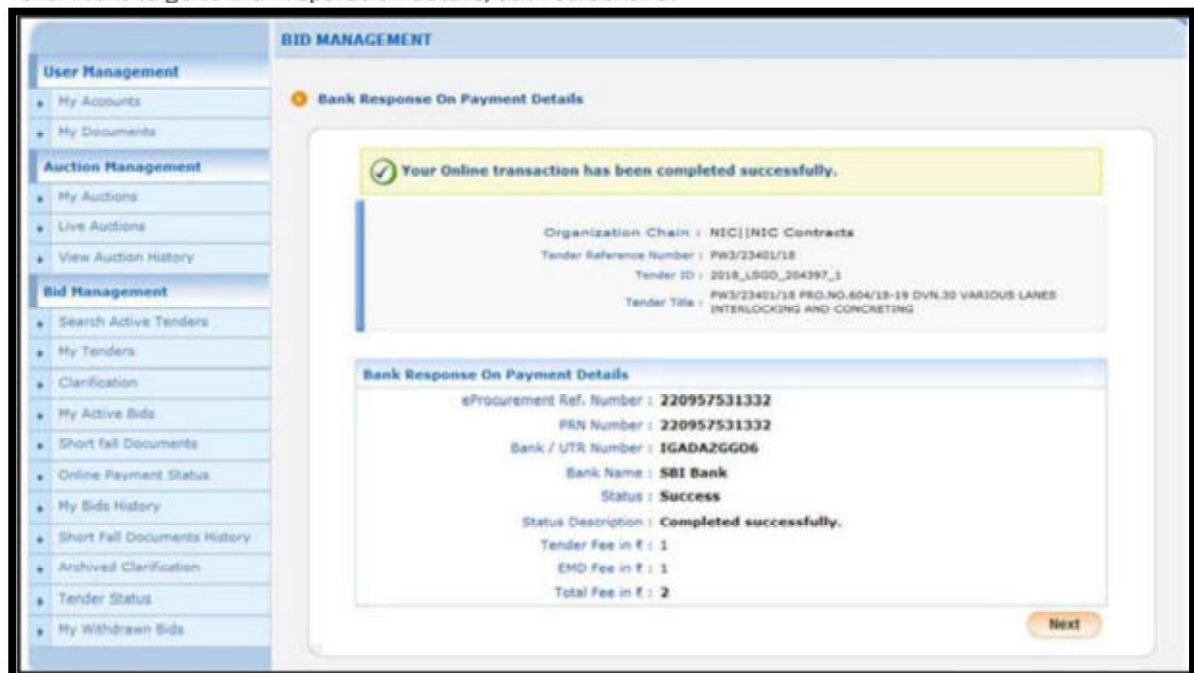 BID MANAGEMENT
User Management
My Accounts
My Documents
Auction Management
My Auctions
Live Auctions
View Auction History
Bid Management
Search Active Tenders
My Tenders
Clarification
My Active Bids
Short fall Documents
Online Payment Status
My Bids History
Short Fall Documents History
Archived Clarification
Tender Status
My Withdrawn Bids
Bank Response On Payment Details
Your Online transaction has been completed successfully.
Organization Chain : NIC||NIC Contracts
Tender Reference Number : PW3/23401/18
Tender ID : 2018_LSGD_204397_1
Tender Title : PW3/23401/18 PRO.NO.604/18-19 DVN.30 VARIOUS LANES
INTERLOCKING AND CONCRETING
Bank Response On Payment Details
eProcurement Ref. Number : 220957531332
PRN Number : 220957531332
Bank / UTR Number : IGADAZGGO6
Bank Name : SBI Bank
Status : Success
Status Description : Completed successfully.
Tender Fee in ₹ : 1
EMD Fee in ₹ : 1
Total Fee in ₹ : 2
Next